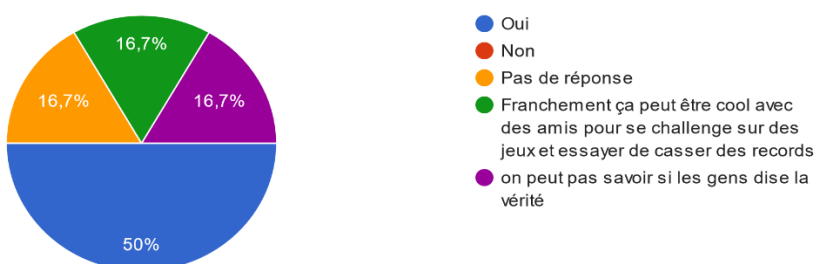 16,7%
16,7%
16,7%
50%
Oui
Non
Pas de réponse
Franchement ça peut être cool avec
des amis pour se challenge sur des
jeux et essayer de casser des records
on peut pas savoir si les gens dise la
vérité